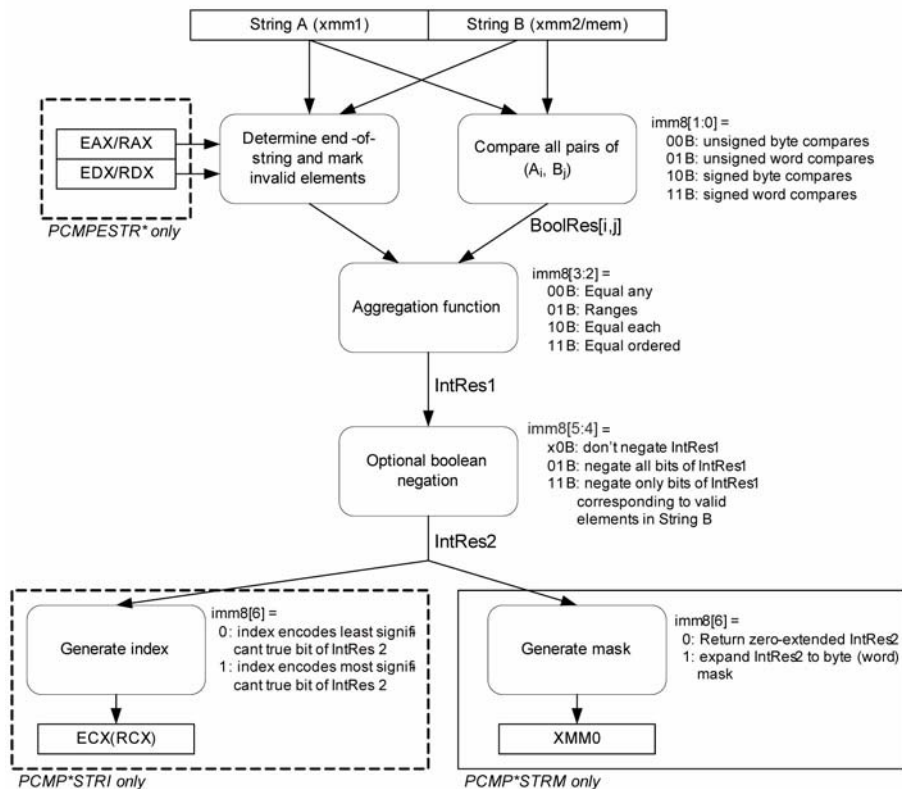 String A (xmm1)
String B (xmm2/mem)
EAX/RAX
EDX/RDX
PCMPESTR* only
Determine end-of-
string and mark
invalid elements
Compare all pairs of
(Ai, Bj)
imm8[1:0] =
00B: unsigned byte compares
01B: unsigned word compares
10B: signed byte compares
11B: signed word compares
BoolRes[i,j]
Aggregation function
imm8[3:2] =
00B: Equal any
01B: Ranges
10B: Equal each
11B: Equal ordered
IntRes1
Optional boolean
negation
imm8[5:4] =
x0B: don't negate IntRes1
01B: negate all bits of IntRes1
11B: negate only bits of IntRes1
corresponding to valid
elements in String B
IntRes2
Generate index
imm8[6] =
0: index encodes least signifi
cant true bit of IntRes 2
1: index encodes most signifi
cant true bit of IntRes 2
ECX(RCX)
PCMP*STRI only
Generate mask
imm8[6] =
0: Return zero-extended IntRes2
1: expand IntRes2 to byte (word)
mask
XMM0
PCMP*STRM only